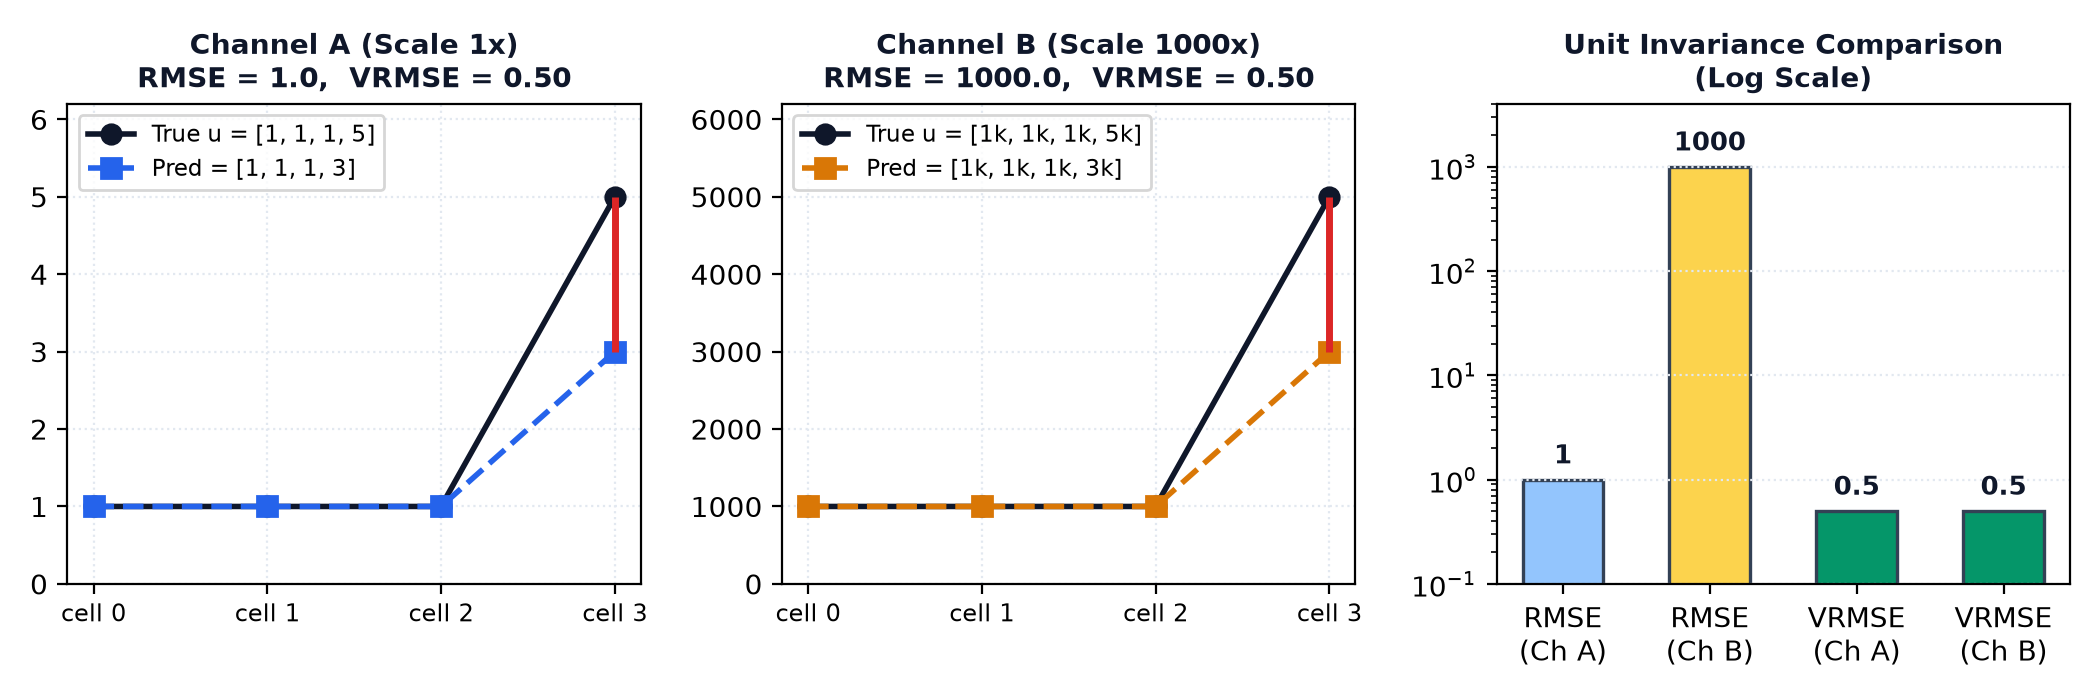 Channel A (Scale 1x)
RMSE = 1.0,  VRMSE = 0.50
6
5
4
3
2
1
0
True u = [1, 1, 1, 5]
Pred = [1, 1, 1, 3]
cell 0
cell 1
cell 2
cell 3
Channel B (Scale 1000x)
RMSE = 1000.0,  VRMSE = 0.50
6000
5000
4000
3000
2000
1000
0
True u = [1k, 1k, 1k, 5k]
Pred = [1k, 1k, 1k, 3k]
cell 0
cell 1
cell 2
cell 3
Unit Invariance Comparison
(Log Scale)
10³
10²
10¹
10⁰
10⁻¹
1
1000
0.5
0.5
RMSE
(Ch A)
RMSE
(Ch B)
VRMSE
(Ch A)
VRMSE
(Ch B)